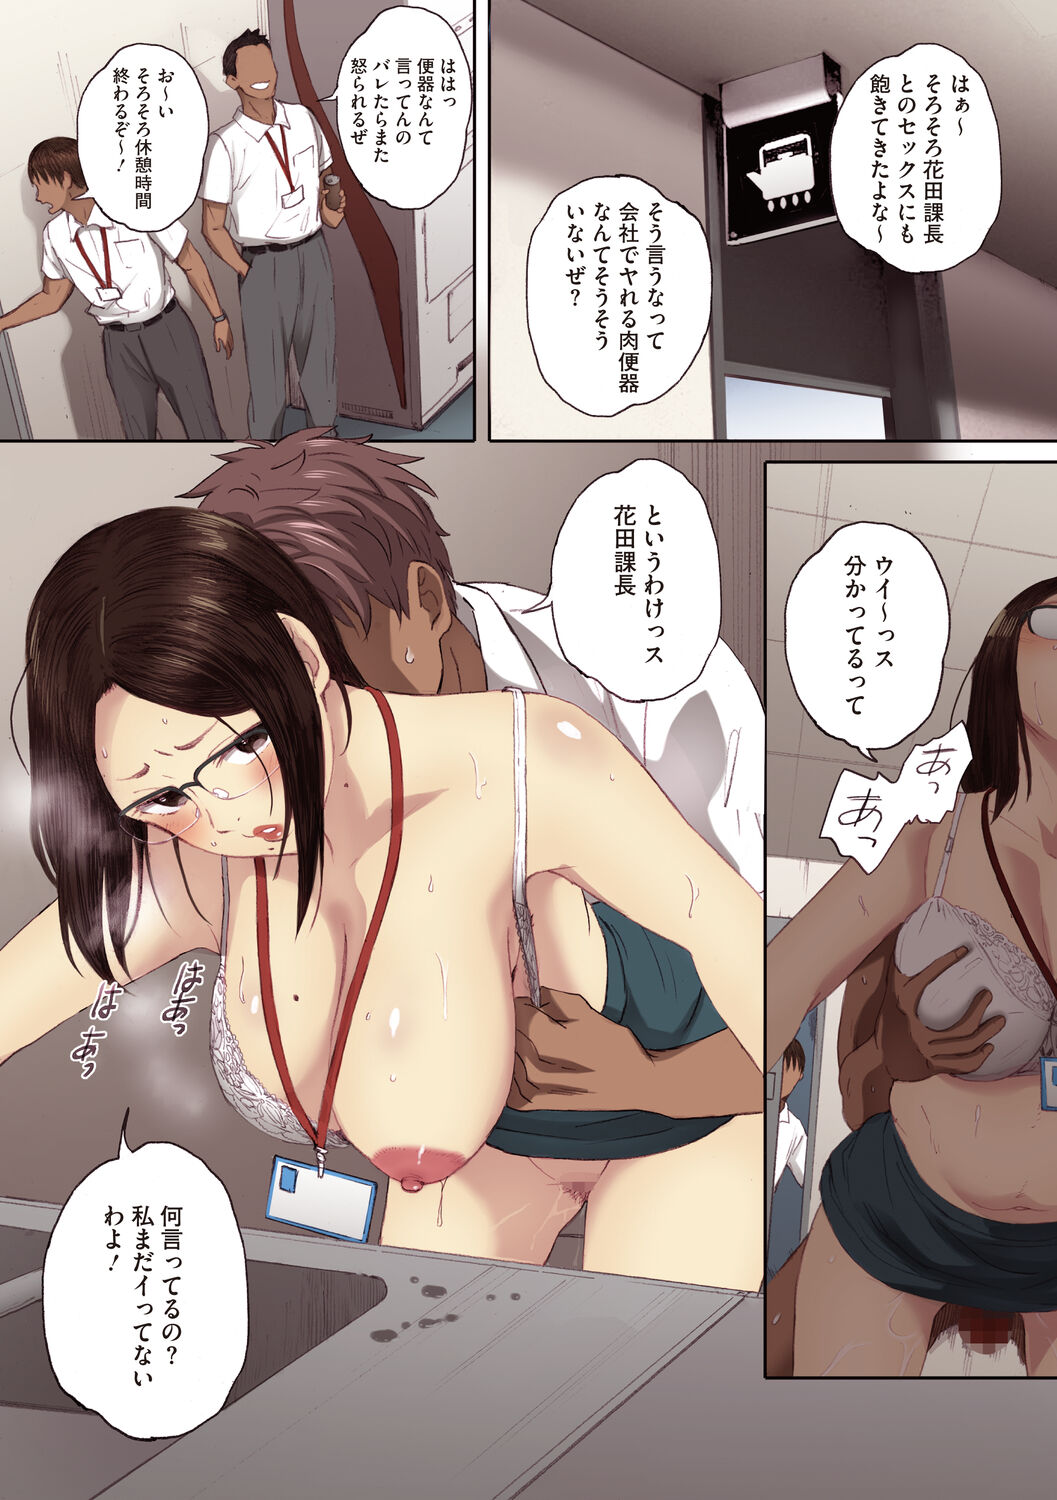 はぁ～
そろそろ花田課長
とのセックスにも
飽きてきたよな～
そう言うなって
会社でヤれる肉便器
なんてそうそう
いないぜ？
ははっ
便器なんて
言ってんの
バレたらまた
怒られるぜ
お～い
そろそろ休憩時間
終わるぞ～！
ウイ～っス
分かってるって
あっ
あっ
というわけっス
花田課長
はあっ
はあっ
何言ってるの？
私まだイってない
わよ！